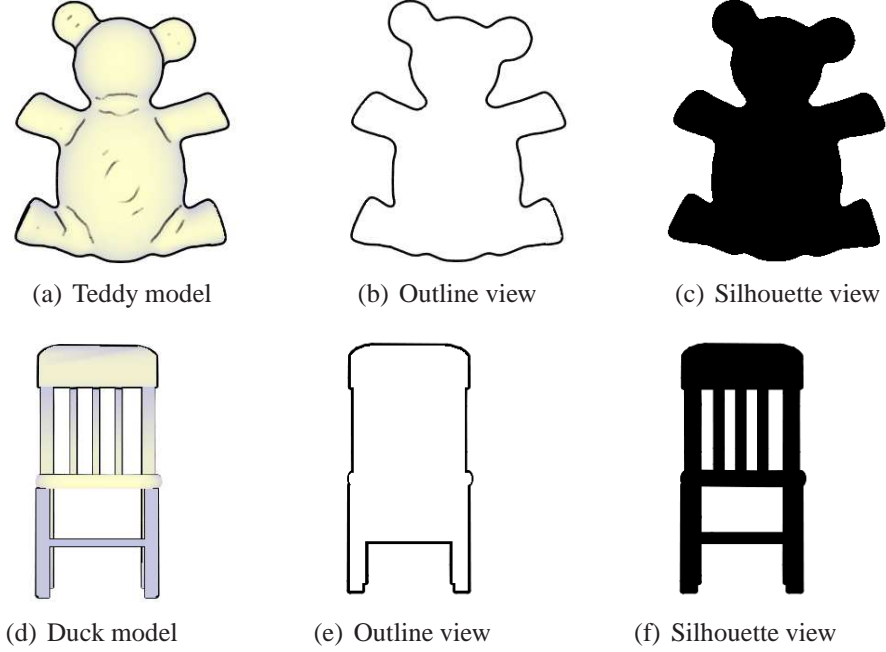 (a) Teddy model
(b) Outline view
(c) Silhouette view
(d) Duck model
(e) Outline view
(f) Silhouette view